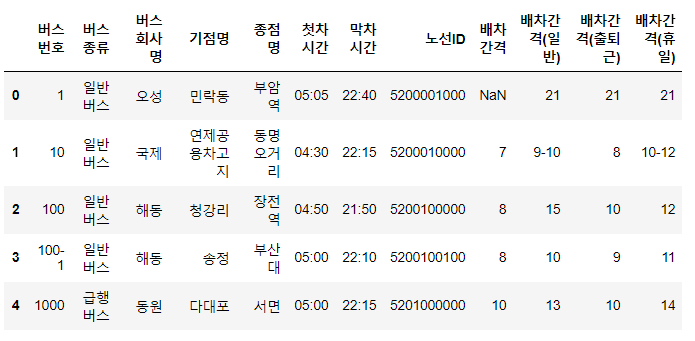 버스번호 버스종류 버스회사명 기점명 종점명 첫차시간 막차시간 노선ID 배차간격 배차간격(일반) 배차간격(출퇴근) 배차간격(휴일)
0 1 일반버스 오성 민락동 부암역 05:05 22:40 5200001000 NaN 21 21 21
1 10 일반버스 국제 연제공용차고지 동명오거리 04:30 22:15 5200010000 7 9-10 8 10-12
2 100 일반버스 해동 청강리 장전역 04:50 21:50 5200100000 8 15 10 12
3 100-1 일반버스 해동 송정 부산대 05:00 22:10 5200100100 8 10 9 11
4 1000 급행버스 동원 다대포 서면 05:00 22:15 5201000000 10 13 10 14